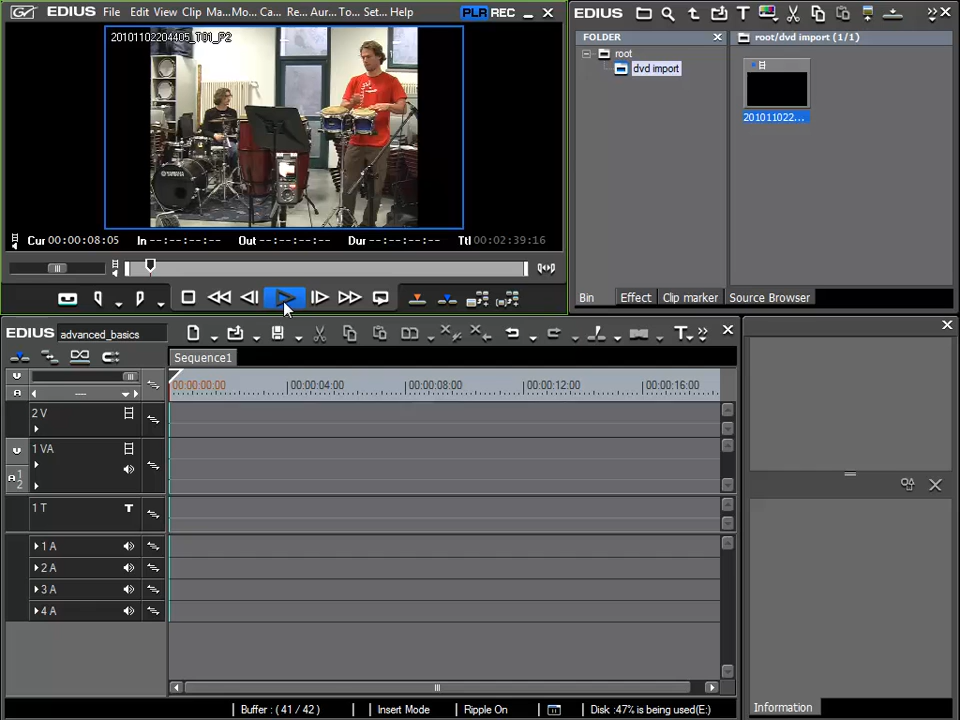 EDIUS File Edit View Clip Ma...Mo... Ca... Re... Aur... To... Set...Help PLR REC
20101102204405_T01_P2
Cur 00:00:08:05 In --:--:--:-- Out --:--:--:-- Dur --:--:--:-- Ttl 00:02:39:16
EDIUS
FOLDER
root
dvd import
root/dvd import (1/1)
201011022...
Bin Effect Clip marker Source Browser
EDIUS advanced_basics
Sequence1
00:00:00:00 00:00:04:00 00:00:08:00 00:00:12:00 00:00:16:00
2 V
1 VA
A 1
2
1 T T
1 A
2 A
3 A
4 A
Buffer : ( 41 / 42 ) Insert Mode Ripple On Disk :47% is being used(E:)
Information